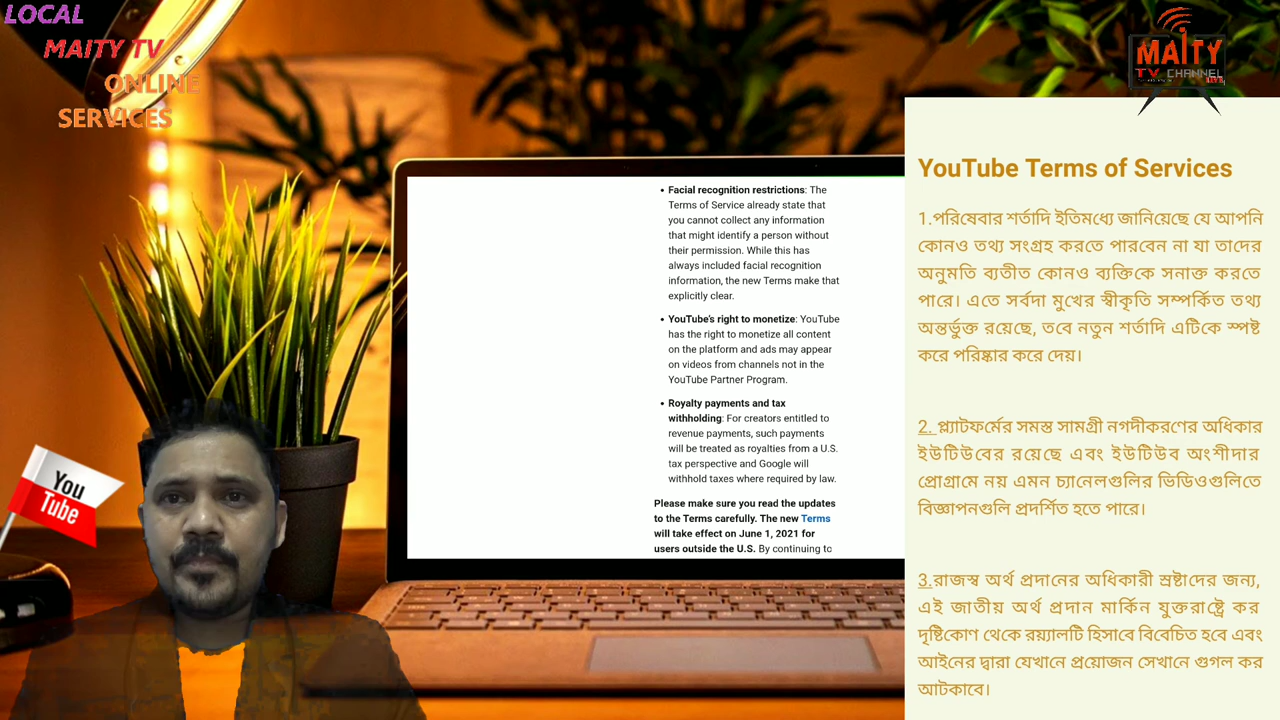 LOCAL
MAITY TV
ONLINE
SERVICES
MAITY
TV CHANNEL
LIVE
You
Tube
• Facial recognition restrictions: The
Terms of Service already state that
you cannot collect any information
that might identify a person without
their permission. While this has
always included facial recognition
information, the new Terms make that
explicitly clear.
• YouTube's right to monetize: YouTube
has the right to monetize all content
on the platform and ads may appear
on videos from channels not in the
YouTube Partner Program.
• Royalty payments and tax
withholding: For creators entitled to
revenue payments, such payments
will be treated as royalties from a U.S.
tax perspective and Google will
withhold taxes where required by law.
Please make sure you read the updates
to the Terms carefully. The new Terms
will take effect on June 1, 2021 for
users outside the U.S. By continuing to
YouTube Terms of Services
1.পরিষেবার শর্তাদি ইতিমধ্যে জানিয়েছে যে আপনি
কোনও তথ্য সংগ্রহ করতে পারবেন না যা তাদের
অনুমতি ব্যতীত কোনও ব্যক্তিকে সনাক্ত করতে
পারে। এতে সর্বদা মুখের স্বীকৃতি সম্পর্কিত তথ্য
অন্তর্ভুক্ত রয়েছে, তবে নতুন শর্তাদি এটিকে স্পষ্ট
করে পরিষ্কার করে দেয়।
2. প্ল্যাটফর্মের সমস্ত সামগ্রী নগদীকরণের অধিকার
ইউটিউবের রয়েছে এবং ইউটিউব অংশীদার
প্রোগ্রামে নয় এমন চ্যানেলগুলির ভিডিওগুলিতে
বিজ্ঞাপনগুলি প্রদর্শিত হতে পারে।
3.রাজস্ব অর্থ প্রদানের অধিকারী স্রষ্টাদের জন্য,
এই জাতীয় অর্থ প্রদান মার্কিন যুক্তরাষ্ট্রে কর
দৃষ্টিকোণ থেকে রয়্যালটি হিসাবে বিবেচিত হবে এবং
আইনের দ্বারা যেখানে প্রয়োজন সেখানে গুগল কর
আটকাবে।